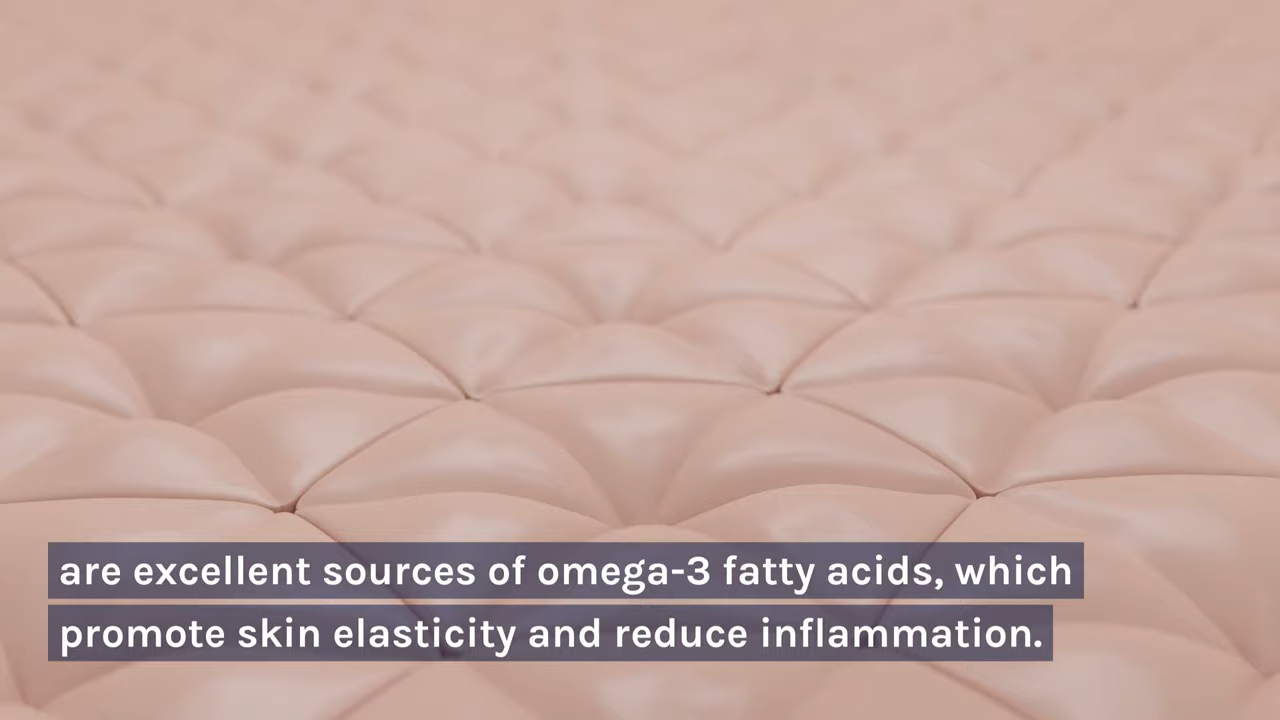 are excellent sources of omega-3 fatty acids, which
promote skin elasticity and reduce inflammation.